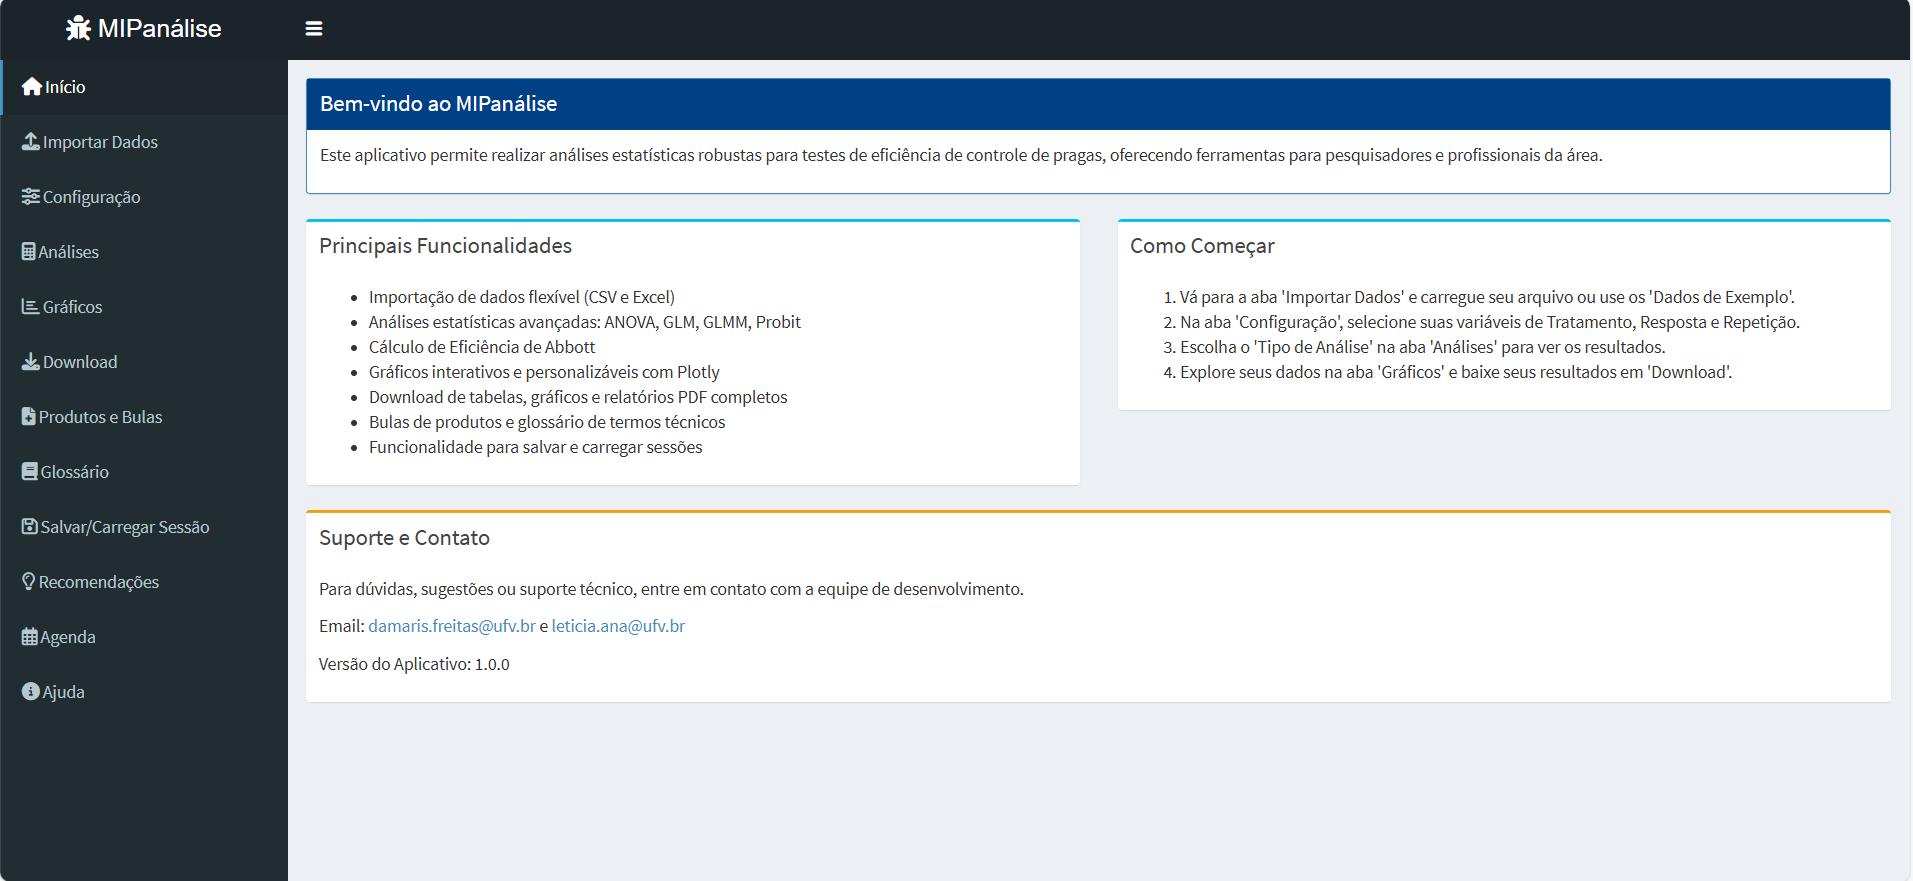 MIPanálise
Início
Importar Dados
Configuração
Análises
Gráficos
Download
Produtos e Bulas
Glossário
Salvar/Carregar Sessão
Recomendações
Agenda
Ajuda
Bem-vindo ao MIPanálise
Este aplicativo permite realizar análises estatísticas robustas para testes de eficiência de controle de pragas, oferecendo ferramentas para pesquisadores e profissionais da área.
Principais Funcionalidades
• Importação de dados flexível (CSV e Excel)
• Análises estatísticas avançadas: ANOVA, GLM, GLMM, Probit
• Cálculo de Eficiência de Abbott
• Gráficos interativos e personalizáveis com Plotly
• Download de tabelas, gráficos e relatórios PDF completos
• Bulas de produtos e glossário de termos técnicos
• Funcionalidade para salvar e carregar sessões
Como Começar
1. Vá para a aba 'Importar Dados' e carregue seu arquivo ou use os 'Dados de Exemplo'.
2. Na aba 'Configuração', selecione suas variáveis de Tratamento, Resposta e Repetição.
3. Escolha o 'Tipo de Análise' na aba 'Análises' para ver os resultados.
4. Explore seus dados na aba 'Gráficos' e baixe seus resultados em 'Download'.
Suporte e Contato
Para dúvidas, sugestões ou suporte técnico, entre em contato com a equipe de desenvolvimento.
Email: damaris.freitas@ufv.br e leticia.ana@ufv.br
Versão do Aplicativo: 1.0.0